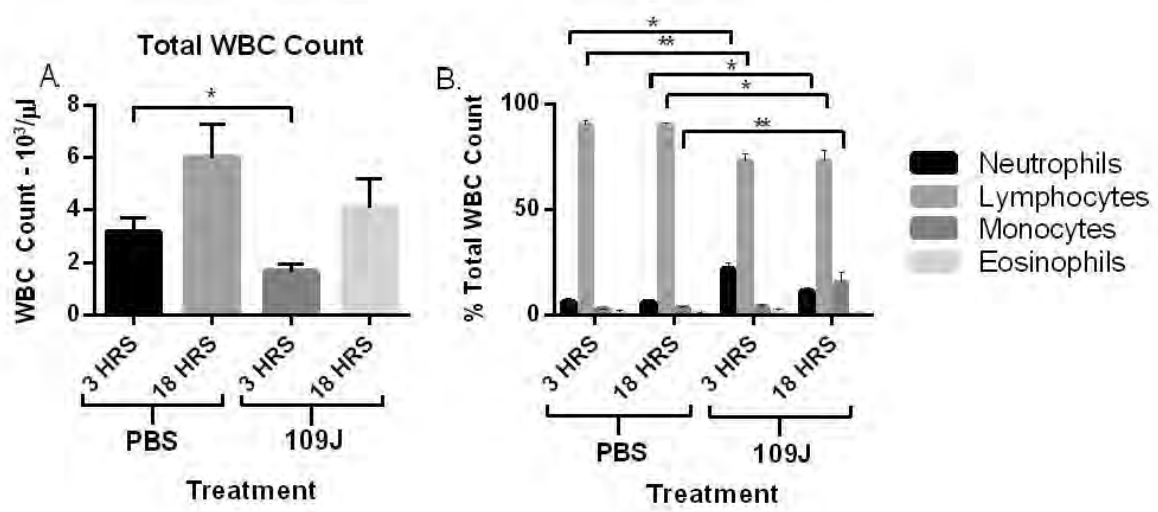 Total WBC Count
A.
WBC Count - 10³/µl
8
6
4
2
0
*
3 HRS
18 HRS
3 HRS
18 HRS
PBS
109J
Treatment
B.
% Total WBC Count
100
50
0
*
**
*
*
**
3 HRS
18 HRS
3 HRS
18 HRS
PBS
109J
Treatment
Neutrophils
Lymphocytes
Monocytes
Eosinophils